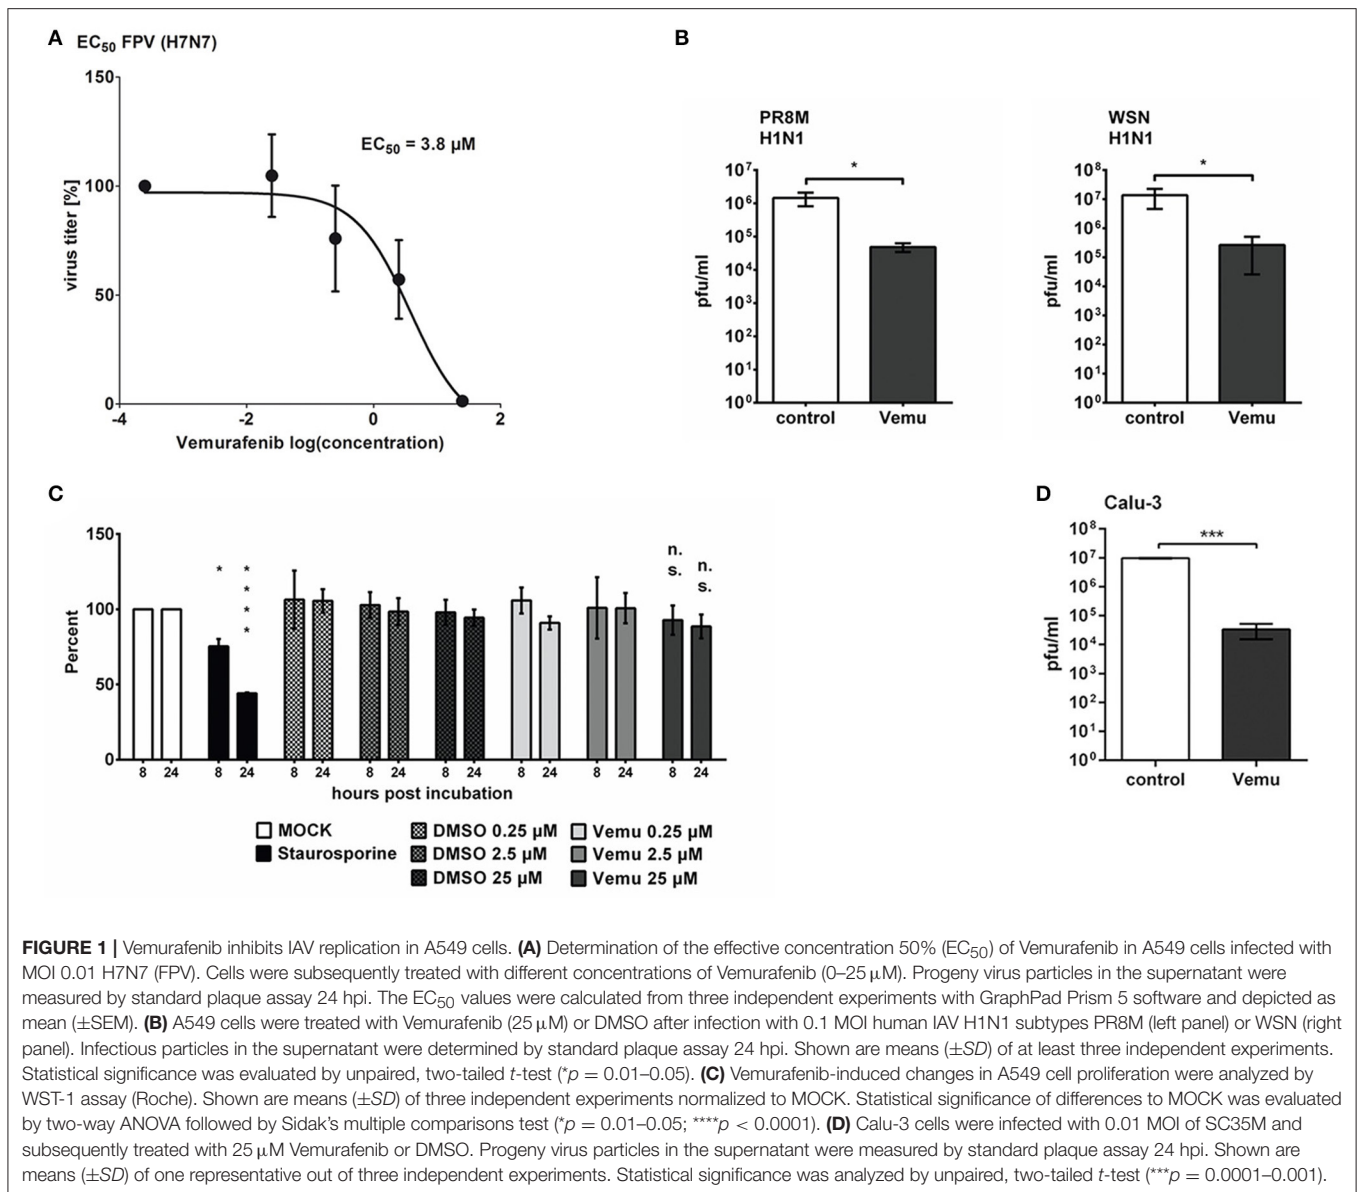 A EC50 FPV (H7N7)
150
100
50
0
virus titer [%]
EC50 = 3.8 µM
-4 -2 0 2
Vemurafenib log(concentration)
B
PR8M
H1N1
*
10⁷
10⁶
10⁵
10⁴
10³
10²
10¹
10⁰
pfu/ml
control Vemu
WSN
H1N1
*
10⁸
10⁷
10⁶
10⁵
10⁴
10³
10²
10¹
10⁰
pfu/ml
control Vemu
C
150
100
50
0
Percent
*
*
*
*
*
n.
s.
n.
s.
8 24 8 24 8 24 8 24 8 24 8 24 8 24 8 24
hours post incubation
MOCK DMSO 0.25 µM Vemu 0.25 µM
Staurosporine DMSO 2.5 µM Vemu 2.5 µM
DMSO 25 µM Vemu 25 µM
D
Calu-3
***
10⁸
10⁷
10⁶
10⁵
10⁴
10³
10²
10¹
10⁰
pfu/ml
control Vemu
FIGURE 1 | Vemurafenib inhibits IAV replication in A549 cells. (A) Determination of the effective concentration 50% (EC50) of Vemurafenib in A549 cells infected with
MOI 0.01 H7N7 (FPV). Cells were subsequently treated with different concentrations of Vemurafenib (0–25 µM). Progeny virus particles in the supernatant were
measured by standard plaque assay 24 hpi. The EC50 values were calculated from three independent experiments with GraphPad Prism 5 software and depicted as
mean (±SEM). (B) A549 cells were treated with Vemurafenib (25 µM) or DMSO after infection with 0.1 MOI human IAV H1N1 subtypes PR8M (left panel) or WSN (right
panel). Infectious particles in the supernatant were determined by standard plaque assay 24 hpi. Shown are means (±SD) of at least three independent experiments.
Statistical significance was evaluated by unpaired, two-tailed t-test (*p = 0.01–0.05). (C) Vemurafenib-induced changes in A549 cell proliferation were analyzed by
WST-1 assay (Roche). Shown are means (±SD) of three independent experiments normalized to MOCK. Statistical significance of differences to MOCK was evaluated
by two-way ANOVA followed by Sidak's multiple comparisons test (*p = 0.01–0.05; ****p < 0.0001). (D) Calu-3 cells were infected with 0.01 MOI of SC35M and
subsequently treated with 25 µM Vemurafenib or DMSO. Progeny virus particles in the supernatant were measured by standard plaque assay 24 hpi. Shown are
means (±SD) of one representative out of three independent experiments. Statistical significance was analyzed by unpaired, two-tailed t-test (***p = 0.0001–0.001).